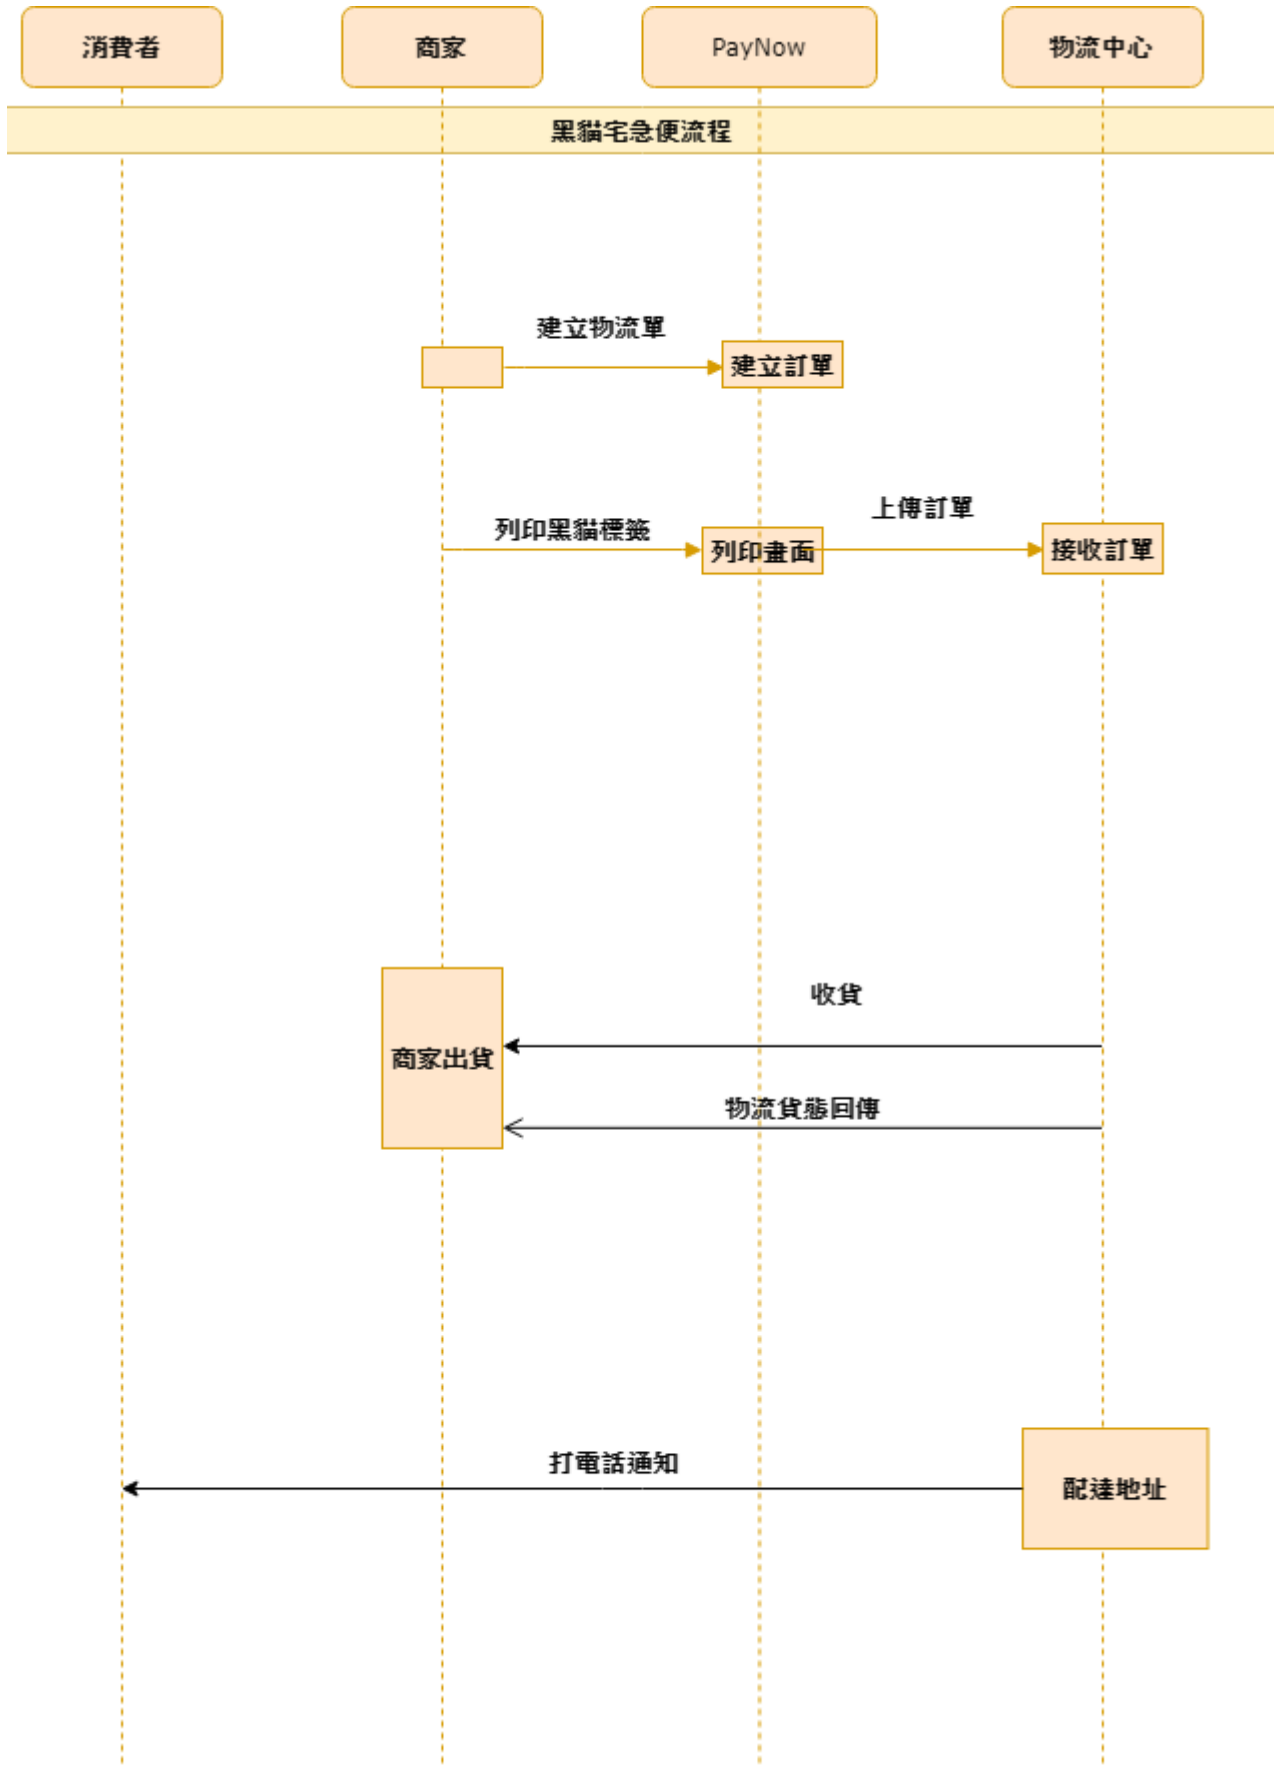 消費者
商家
PayNow
物流中心
黑貓宅急便流程
建立物流單
建立訂單
上傳訂單
列印黑貓標籤
列印畫面
接收訂單
收貨
商家出貨
物流貨態回傳
打電話通知
配達地址